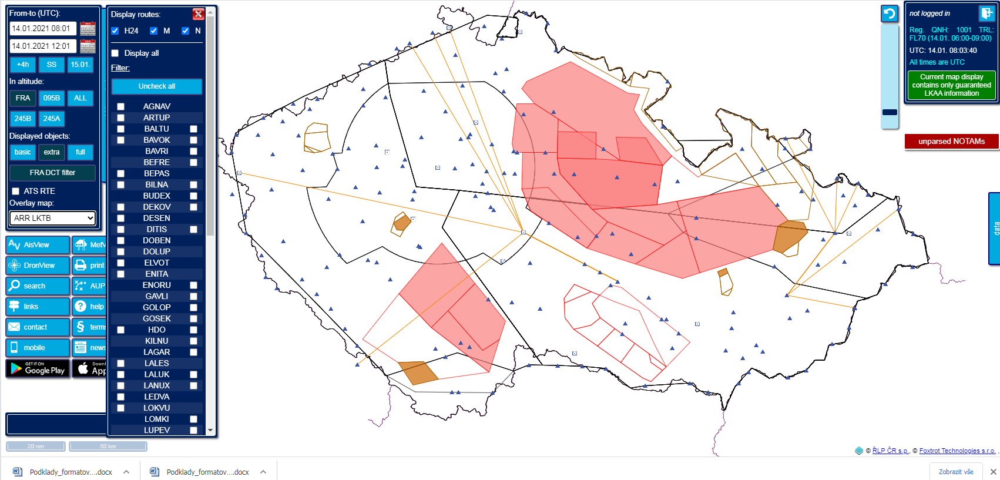 From-to (UTC):
14.01.2021 08:01
14.01.2021 12:01
+4h SS 15.01.
In altitude:
FRA 095B ALL
245B 245A
Displayed objects:
basic extra full
FRA DCT filter
ATS RTE
Overlay map:
ARR LKTB
AisView
DronView
search
links
contact
mobile
print
AUP
help
GET IT ON
Google Play
20 nm 50 km
Display routes:
H24 M N
Display all
Filter:
Uncheck all
AGNAV
ARTUP
BALTU
BAVOK
BAVRI
BEFRE
BEPAS
BILNA
BUDEX
DEKOV
DESEN
DITIS
DOBEN
DOLUP
ELVOT
ENITA
ENORU
GAVLI
GOLOP
GOSEK
HDO
KILNU
LAGAR
LALES
LALUK
LANUX
LEDVA
LOKVU
LOMKI
LUPEV
not logged in
Reg. QNH: 1001 TRL:
FL70 (14.01. 06:00-09:00)
UTC: 14.01. 08:03:40
All times are UTC
Current map display
contains only guaranteed
LKAA information
unparsed NOTAMs
data
© ŘLP ČR s.p., © Foxtrot Technologies s.r.o. ,
Podklady_formatov....docx
Podklady_formatov....docx
Zobrazit vše